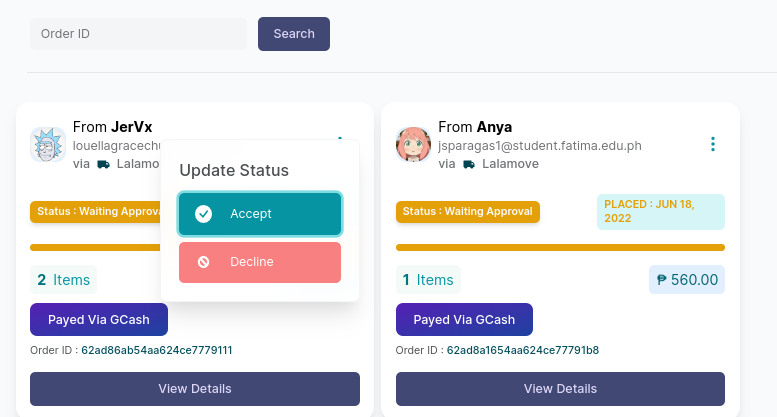 Order ID
Search
From JerVx
via Lalamo
Update Status
Accept
Decline
Status : Waiting Approva
2 Items
Payed Via GCash
Order ID : 62ad86ab54aa624ce7779111
View Details
From Anya
jsparagas1@student.fatima.edu.ph
via Lalamove
Status : Waiting Approval
PLACED : JUN 18,
2022
1 Items
₱ 560.00
Payed Via GCash
Order ID : 62ad8a1654aa624ce77791b8
View Details